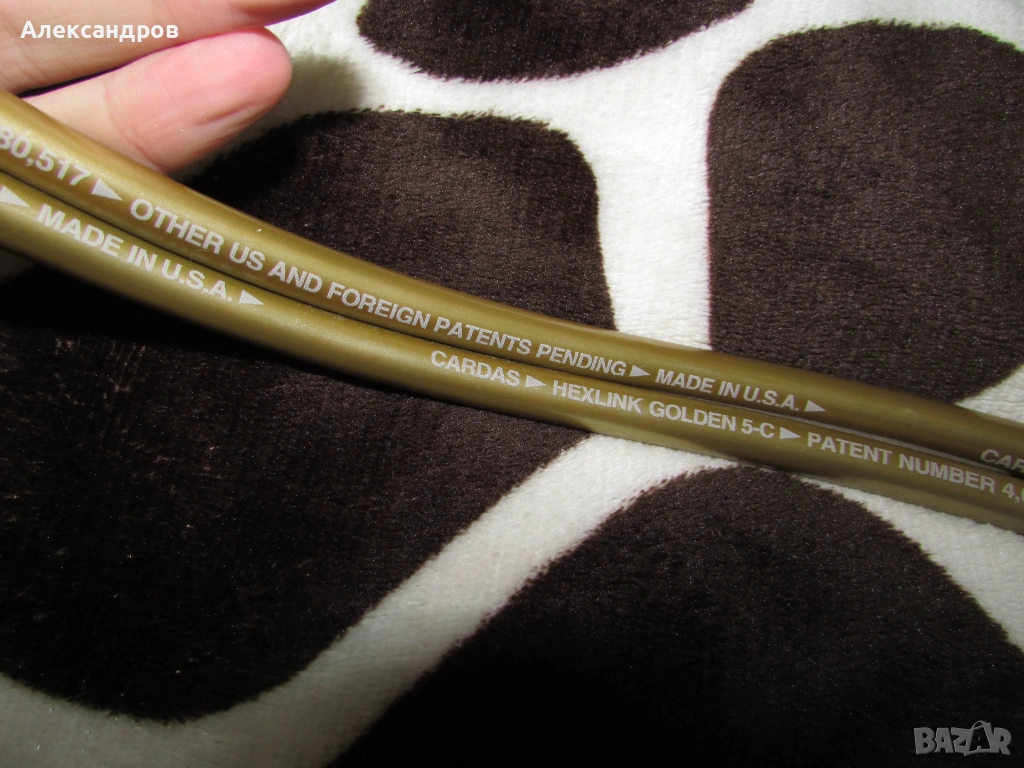 Александров
80,517 ▶ OTHER US AND FOREIGN PATENTS PENDING ▶ MADE IN U.S.A. ▶
▶ MADE IN U.S.A. ▶ CARDAS ▶ HEXLINK GOLDEN 5-C ▶ PATENT NUMBER 4,
BAZAR